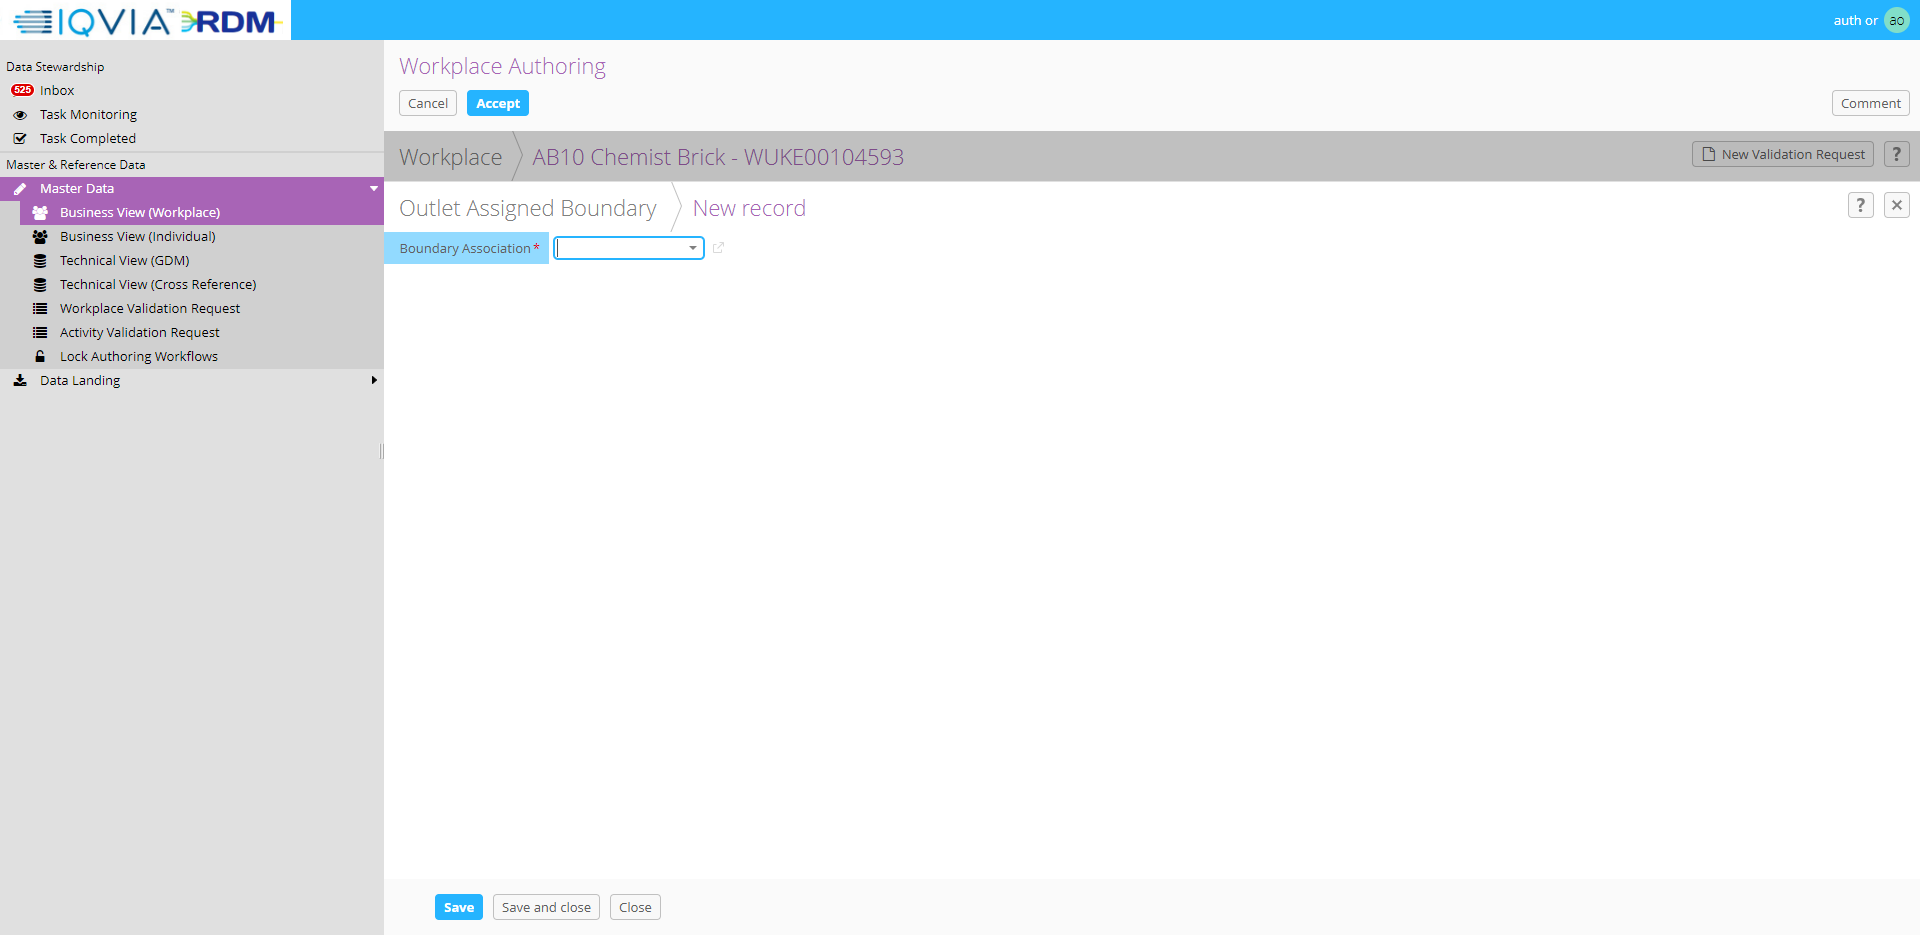 IQVIA™ RDM
auth or ao
Data Stewardship
525 Inbox
Task Monitoring
Task Completed
Master & Reference Data
Master Data
Business View (Workplace)
Business View (Individual)
Technical View (GDM)
Technical View (Cross Reference)
Workplace Validation Request
Activity Validation Request
Lock Authoring Workflows
Data Landing
Workplace Authoring
Cancel Accept Comment
Workplace AB10 Chemist Brick - WUKE00104593 New Validation Request ?
Outlet Assigned Boundary New record ? ×
Boundary Association*
Save Save and close Close